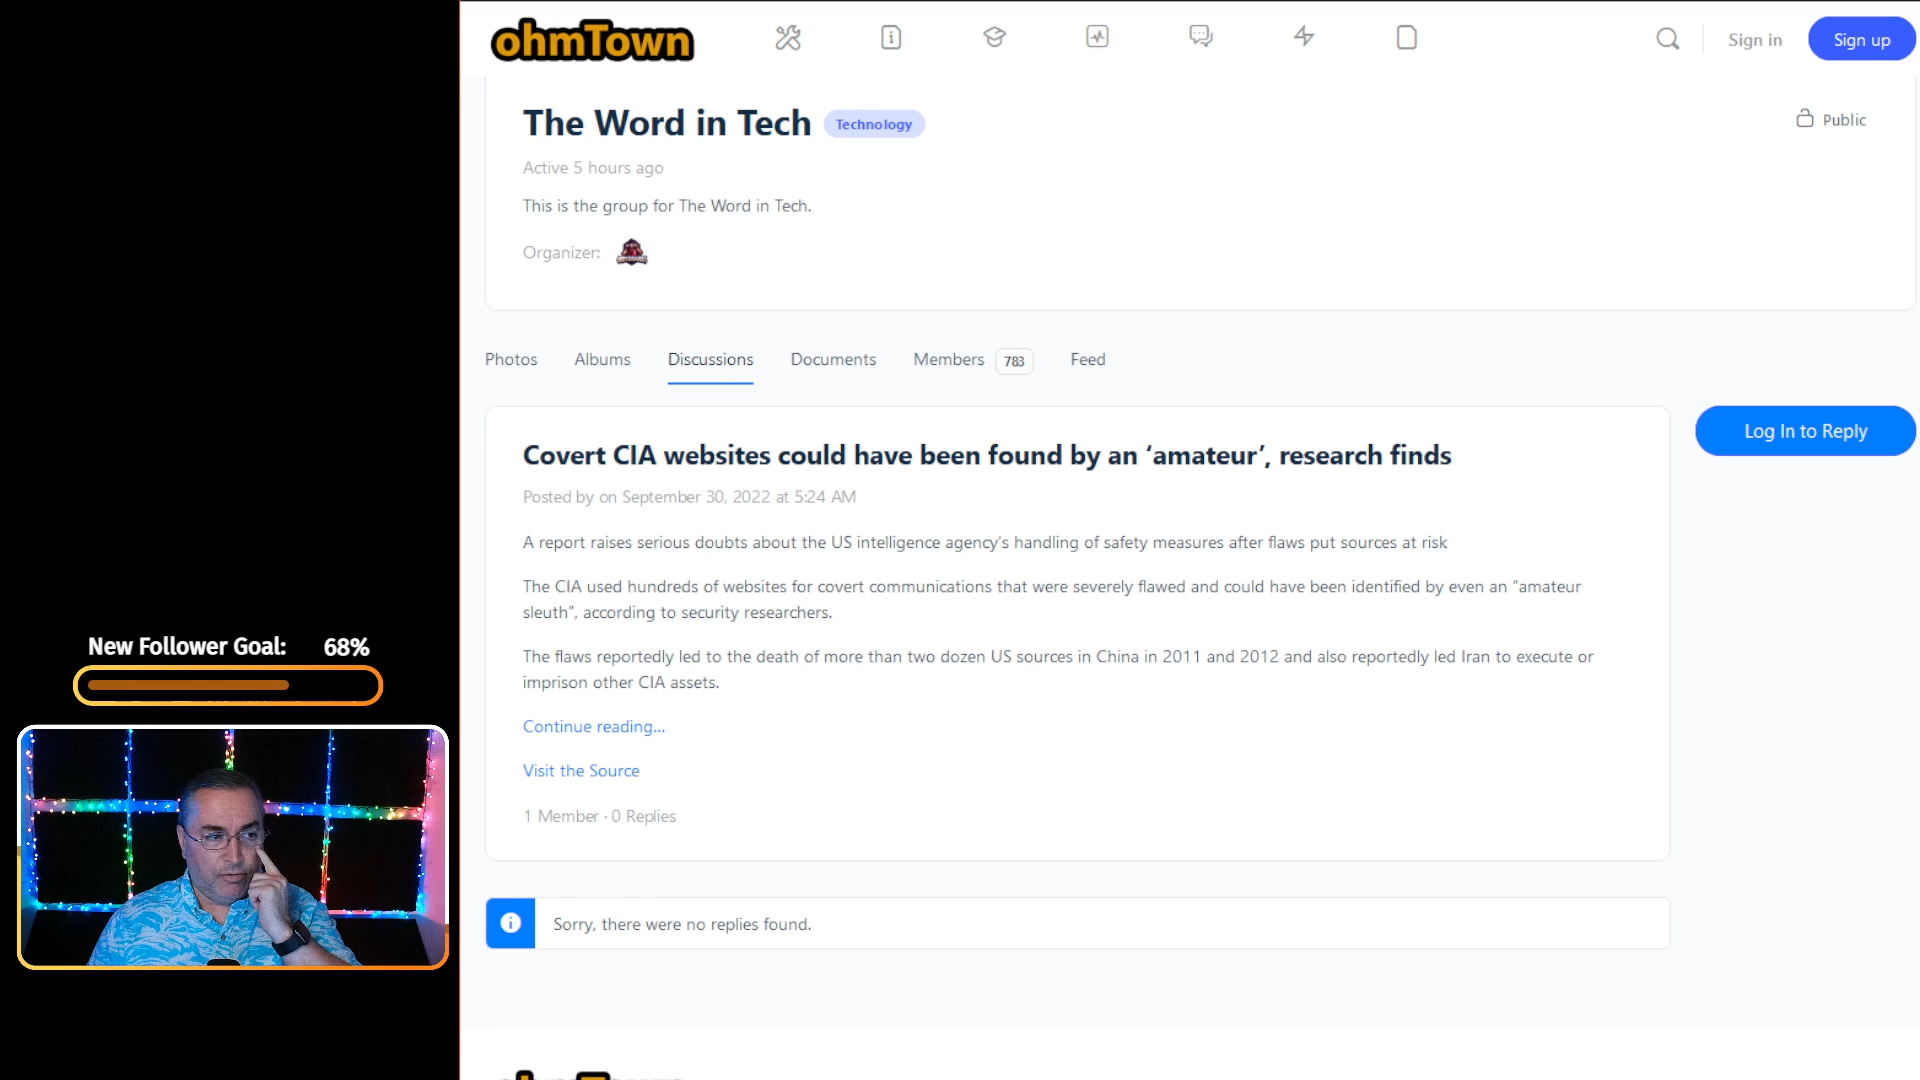 ohmTown
Sign in
Sign up
The Word in Tech
Technology
Public
Active 5 hours ago
This is the group for The Word in Tech.
Organizer:
Photos
Albums
Discussions
Documents
Members 783
Feed
Covert CIA websites could have been found by an ‘amateur’, research finds
Log In to Reply
Posted by on September 30, 2022 at 5:24 AM
A report raises serious doubts about the US intelligence agency’s handling of safety measures after flaws put sources at risk
The CIA used hundreds of websites for covert communications that were severely flawed and could have been identified by even an “amateur
sleuth”, according to security researchers.
The flaws reportedly led to the death of more than two dozen US sources in China in 2011 and 2012 and also reportedly led Iran to execute or
imprison other CIA assets.
Continue reading...
Visit the Source
1 Member · 0 Replies
Sorry, there were no replies found.
New Follower Goal: 68%